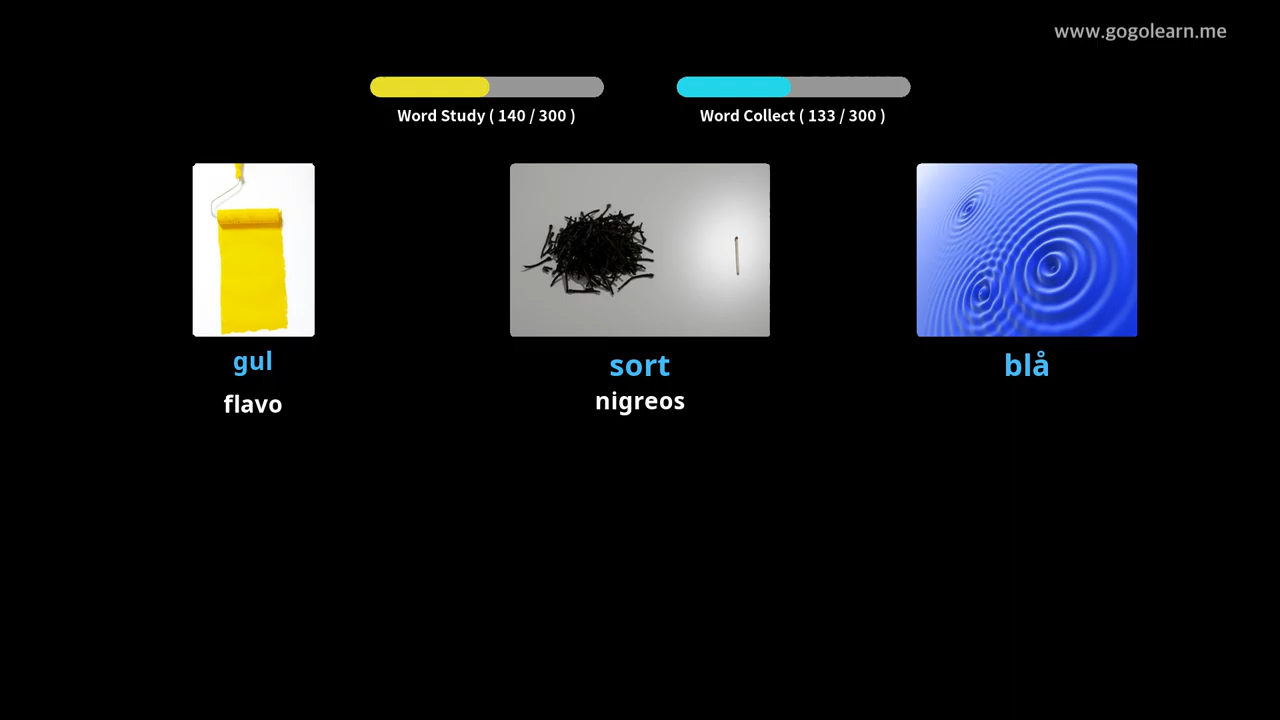 www.gogolearn.me
Word Study ( 140 / 300 )
Word Collect ( 133 / 300 )
gul
flavo
sort
nigreos
blå